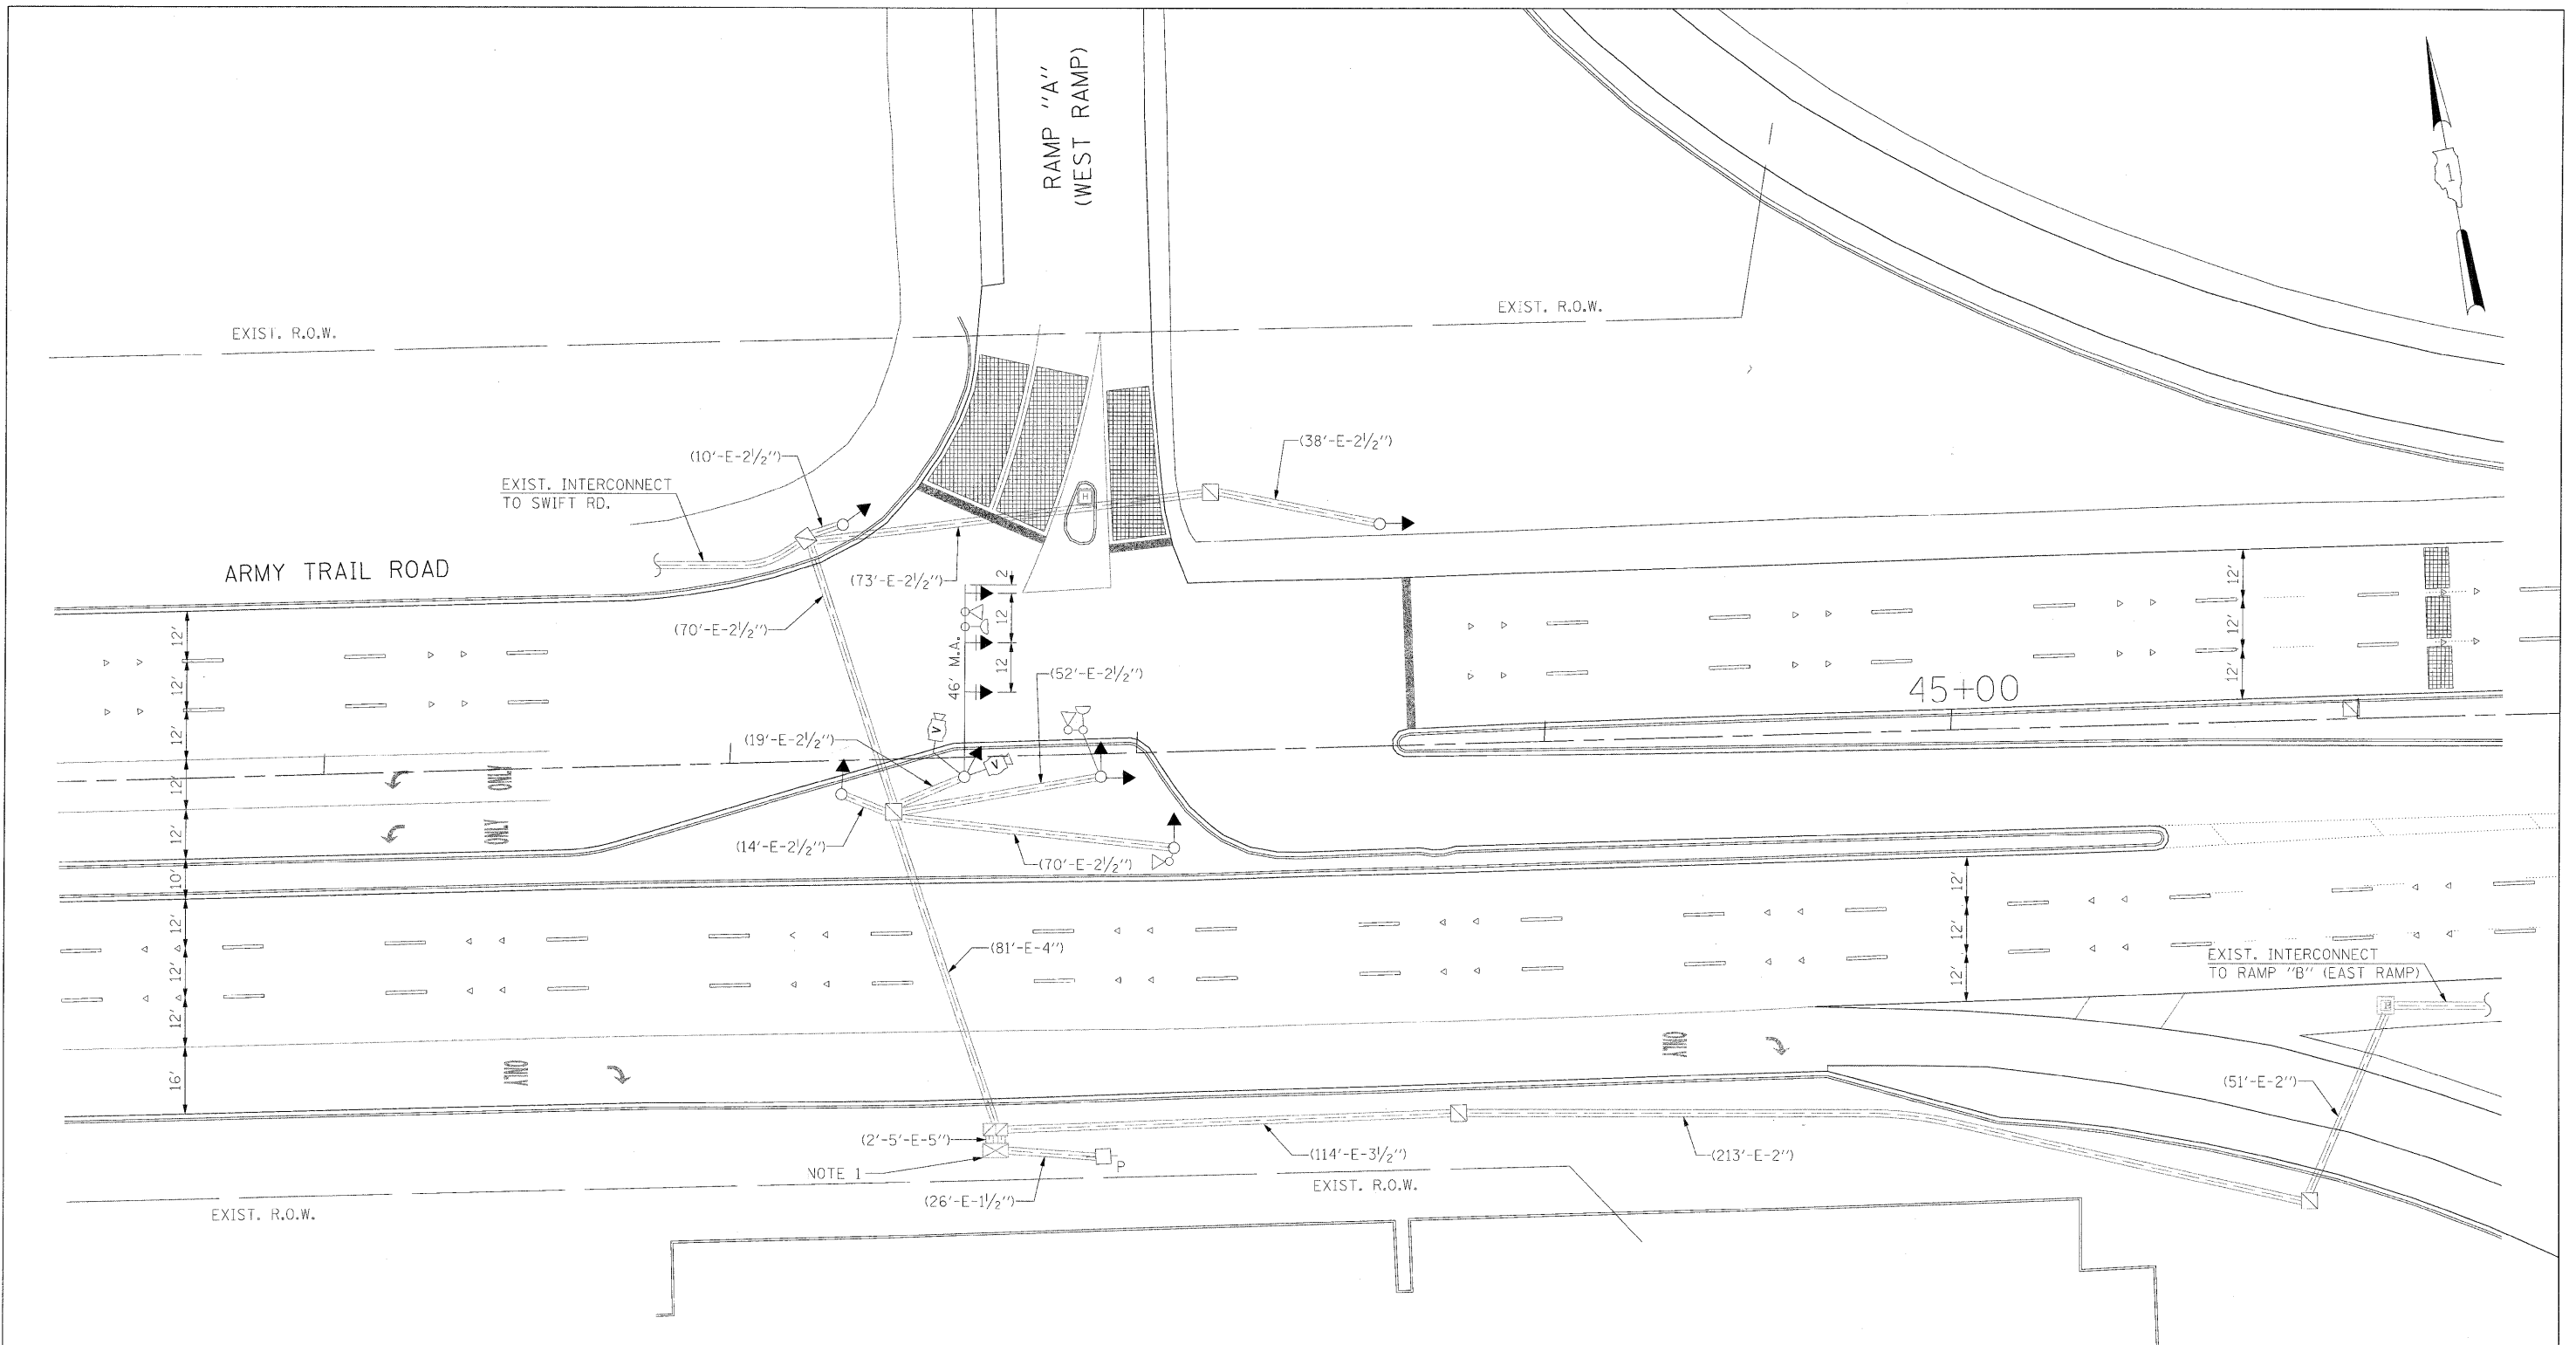 RAMP "A"
(WEST RAMP)
1
EXIST. R.O.W.
EXIST. R.O.W.
(10'-E-2½")
(38'-E-2½")
EXIST. INTERCONNECT
TO SWIFT RD.
H
ARMY TRAIL ROAD
(73'-E-2½")
2
12
12
46' M.A.
(70'-E-2½")
(52'-E-2½")
45+00
12'
12'
12'
12'
12'
12'
12'
12'
10'
12'
12'
12'
16'
(19'-E-2½")
V
V
ONLY
ONLY
(14'-E-2½")
(70'-E-2½")
12'
12'
12'
(81'-E-4")
EXIST. INTERCONNECT
TO RAMP "B" (EAST RAMP)
ONLY
ONLY
(51'-E-2")
(2'-5'-E-5")
(114'-E-3½")
(213'-E-2")
NOTE 1
P
(26'-E-1½")
EXIST. R.O.W.
EXIST. R.O.W.